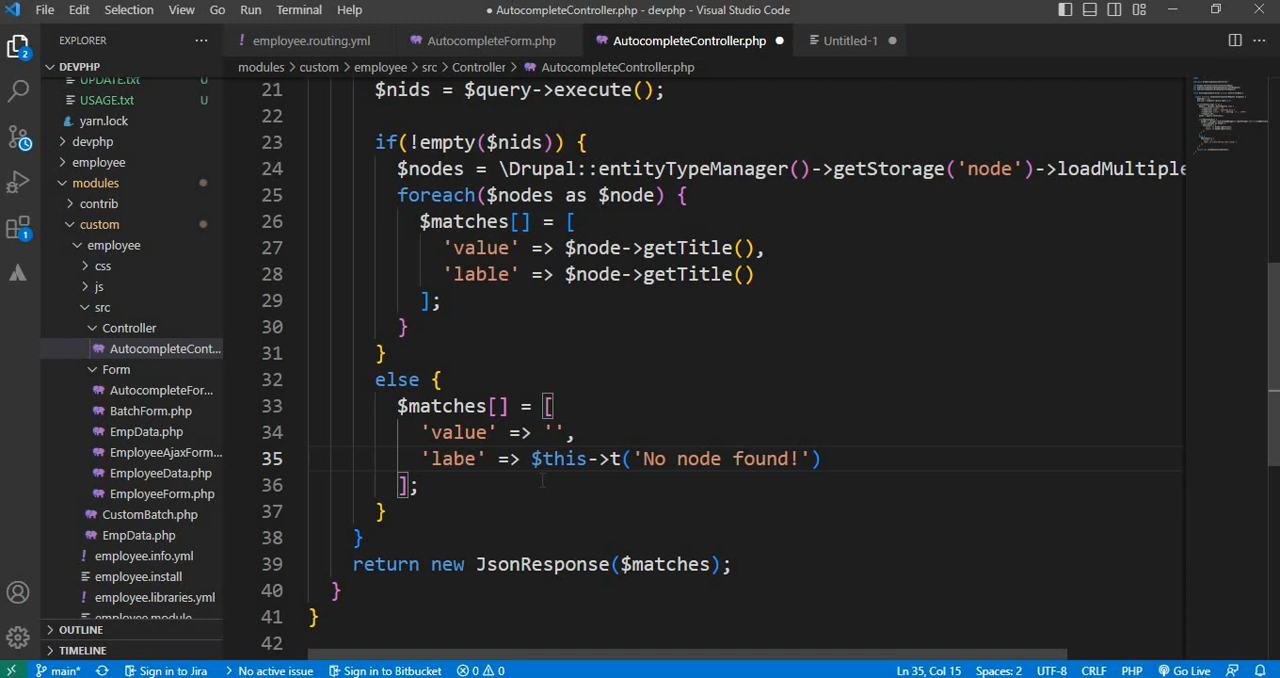 File Edit Selection View Go Run Terminal Help
● AutocompleteController.php - devphp - Visual Studio Code
EXPLORER ···
employee.routing.yml
AutocompleteForm.php
AutocompleteController.php ●
Untitled-1 ●
DEVPHP
modules > custom > employee > src > Controller > AutocompleteController.php
UPDATE.txt U
USAGE.txt U
yarn.lock
devphp
employee
modules
contrib
custom
employee
css
js
src
Controller
AutocompleteCont...
Form
AutocompleteFor...
BatchForm.php
EmpData.php
EmployeeAjaxForm...
EmployeeData.php
EmployeeForm.php
CustomBatch.php
EmpData.php
employee.info.yml
employee.install
employee.libraries.yml
employee.module
OUTLINE
TIMELINE
2
1
21 $nids = $query->execute();
22
23 if(!empty($nids)) {
24 $nodes = \Drupal::entityTypeManager()->getStorage('node')->loadMultiple
25 foreach($nodes as $node) {
26 $matches[] = [
27 'value' => $node->getTitle(),
28 'lable' => $node->getTitle()
29 ];
30 }
31 }
32 else {
33 $matches[] = [
34 'value' => '',
35 'labe' => $this->t('No node found!')
36 ];
37 }
38 }
39 return new JsonResponse($matches);
40 }
41 }
42
main* Sign in to Jira No active issue Sign in to Bitbucket 0 0 Ln 35, Col 15 Spaces: 2 UTF-8 CRLF PHP Go Live